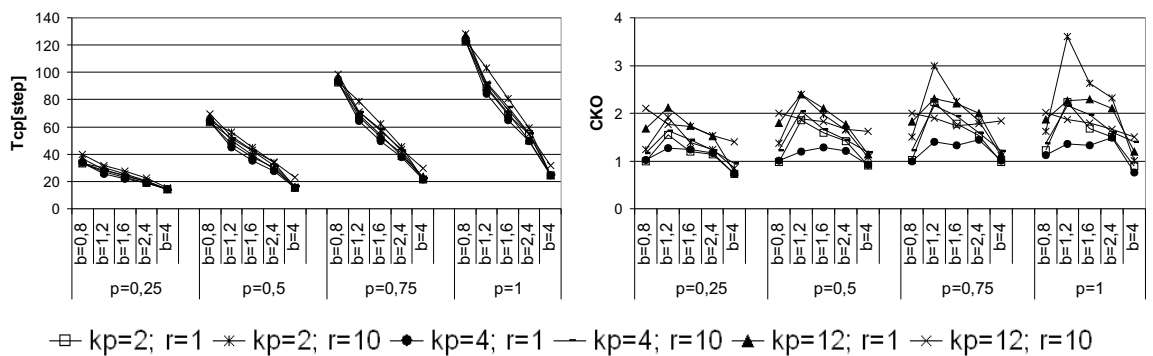 Tcp[step]
140
120
100
80
60
40
20
0
b=0,8
b=1,2
b=1,6
b=2,4
b=4
b=0,8
b=1,2
b=1,6
b=2,4
b=4
b=0,8
b=1,2
b=1,6
b=2,4
b=4
b=0,8
b=1,2
b=1,6
b=2,4
b=4
p=0,25
p=0,5
p=0,75
p=1
CKO
4
3
2
1
0
b=0,8
b=1,2
b=1,6
b=2,4
b=4
b=0,8
b=1,2
b=1,6
b=2,4
b=4
b=0,8
b=1,2
b=1,6
b=2,4
b=4
b=0,8
b=1,2
b=1,6
b=2,4
b=4
p=0,25
p=0,5
p=0,75
p=1
kp=2; r=1
kp=2; r=10
kp=4; r=1
kp=4; r=10
kp=12; r=1
kp=12; r=10